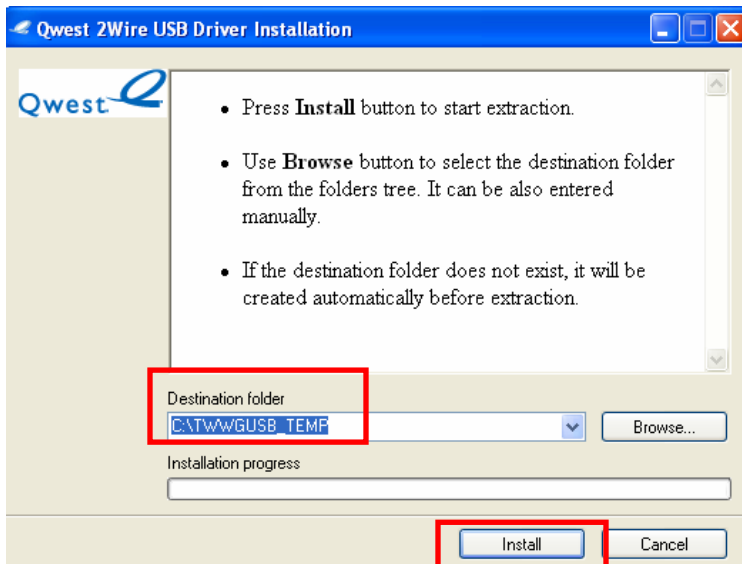 Qwest 2Wire USB Driver Installation
Qwest
• Press Install button to start extraction.
• Use Browse button to select the destination folder
from the folders tree. It can be also entered
manually.
• If the destination folder does not exist, it will be
created automatically before extraction.
Destination folder
C:\TWWGUSB_TEMP
Browse...
Installation progress
Install
Cancel